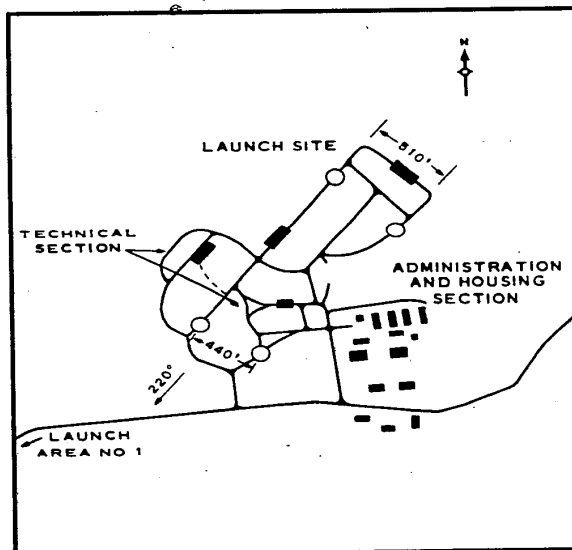 N
LAUNCH SITE
810'
TECHNICAL
SECTION
ADMINISTRATION
AND HOUSING
SECTION
440'
220°
LAUNCH
AREA NO 1